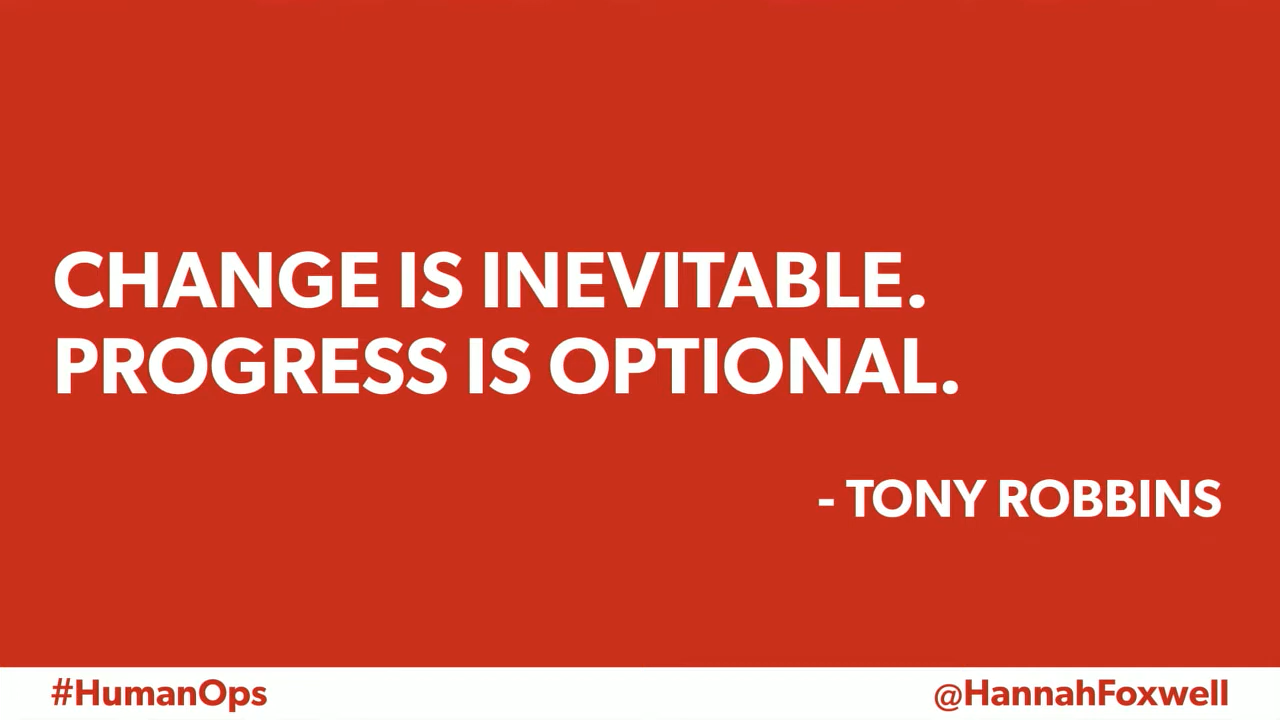 CHANGE IS INEVITABLE.
PROGRESS IS OPTIONAL.
- TONY ROBBINS
#HumanOps
@HannahFoxwell